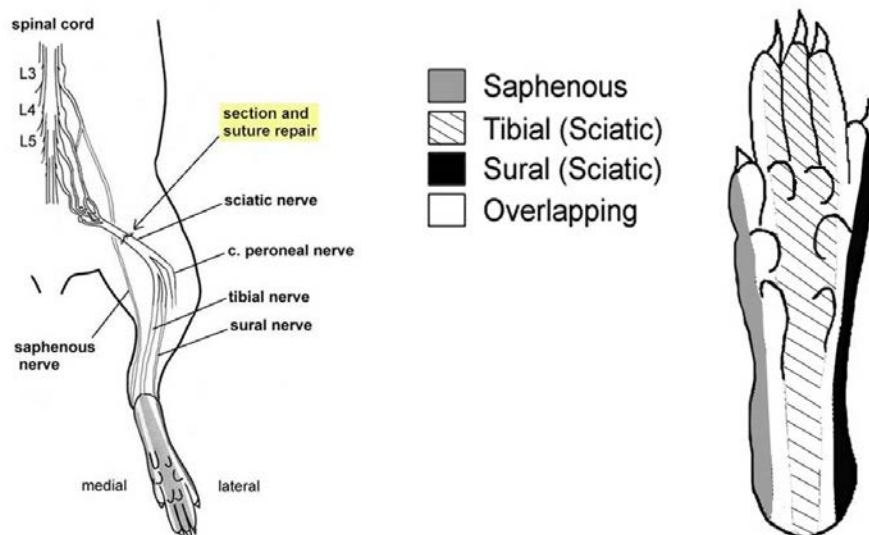 spinal cord
L3
L4
L5
section and
suture repair
sciatic nerve
c. peroneal nerve
tibial nerve
sural nerve
saphenous
nerve
medial
lateral
Saphenous
Tibial (Sciatic)
Sural (Sciatic)
Overlapping